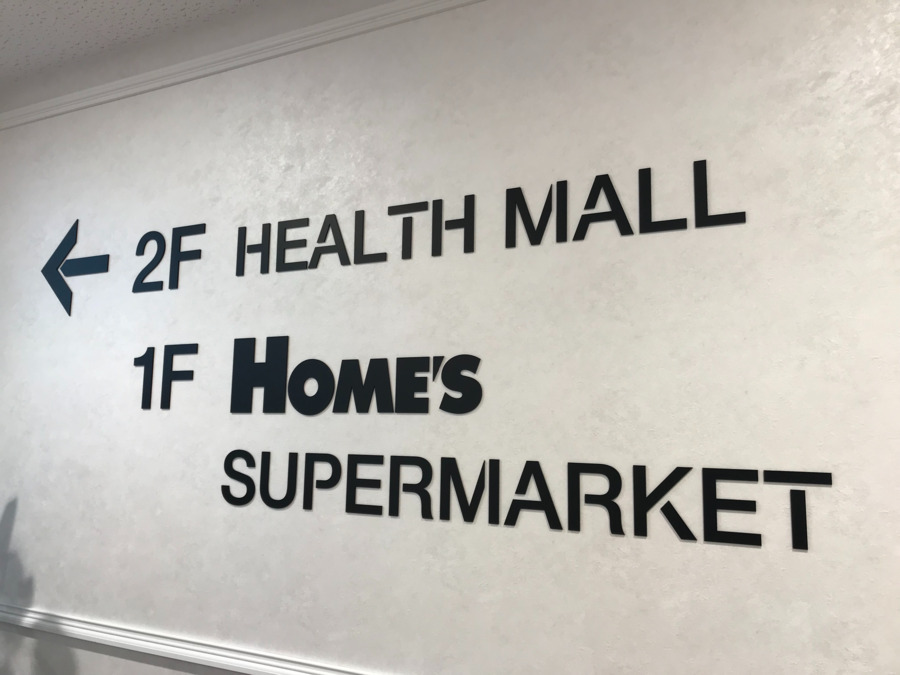 ← 2F HEALTH MALL
1F HOME'S
SUPERMARKET